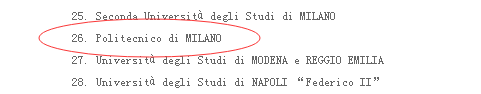 25. Seconda Università degli Studi di MILANO
26. Politecnico di MILANO
27. Università degli Studi di MODENA e REGGIO EMILIA
28. Università degli Studi di NAPOLI “Federico II”